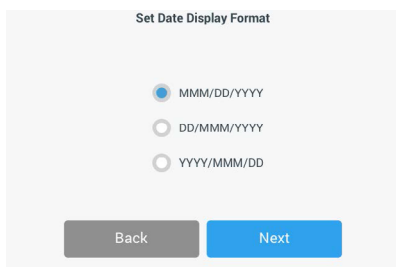 Set Date Display Format
MMM/DD/YYYY
DD/MMM/YYYY
YYYY/MMM/DD
Back Next